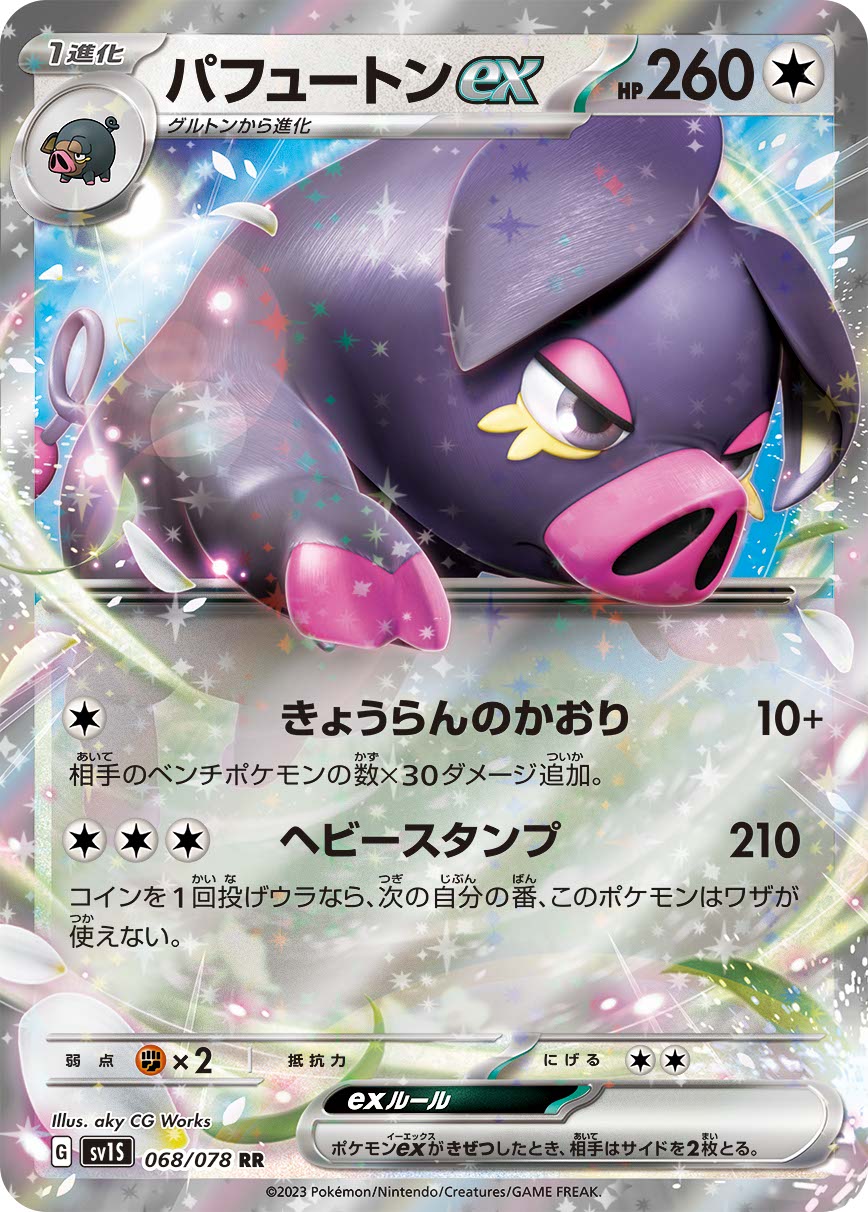 1進化
パフュートンex
HP 260
グルトンから進化
きょうらんのかおり 10+
相手のベンチポケモンの数×30ダメージ追加。
ヘビースタンプ 210
コインを1回投げウラなら、次の自分の番、このポケモンはワザが
使えない。
弱点 ×2 抵抗力 にげる
exルール
ポケモンexがきぜつしたとき、相手はサイドを2枚とる。
Illus. aky CG Works
G sv1S 068/078 RR
©2023 Pokémon/Nintendo/Creatures/GAME FREAK.